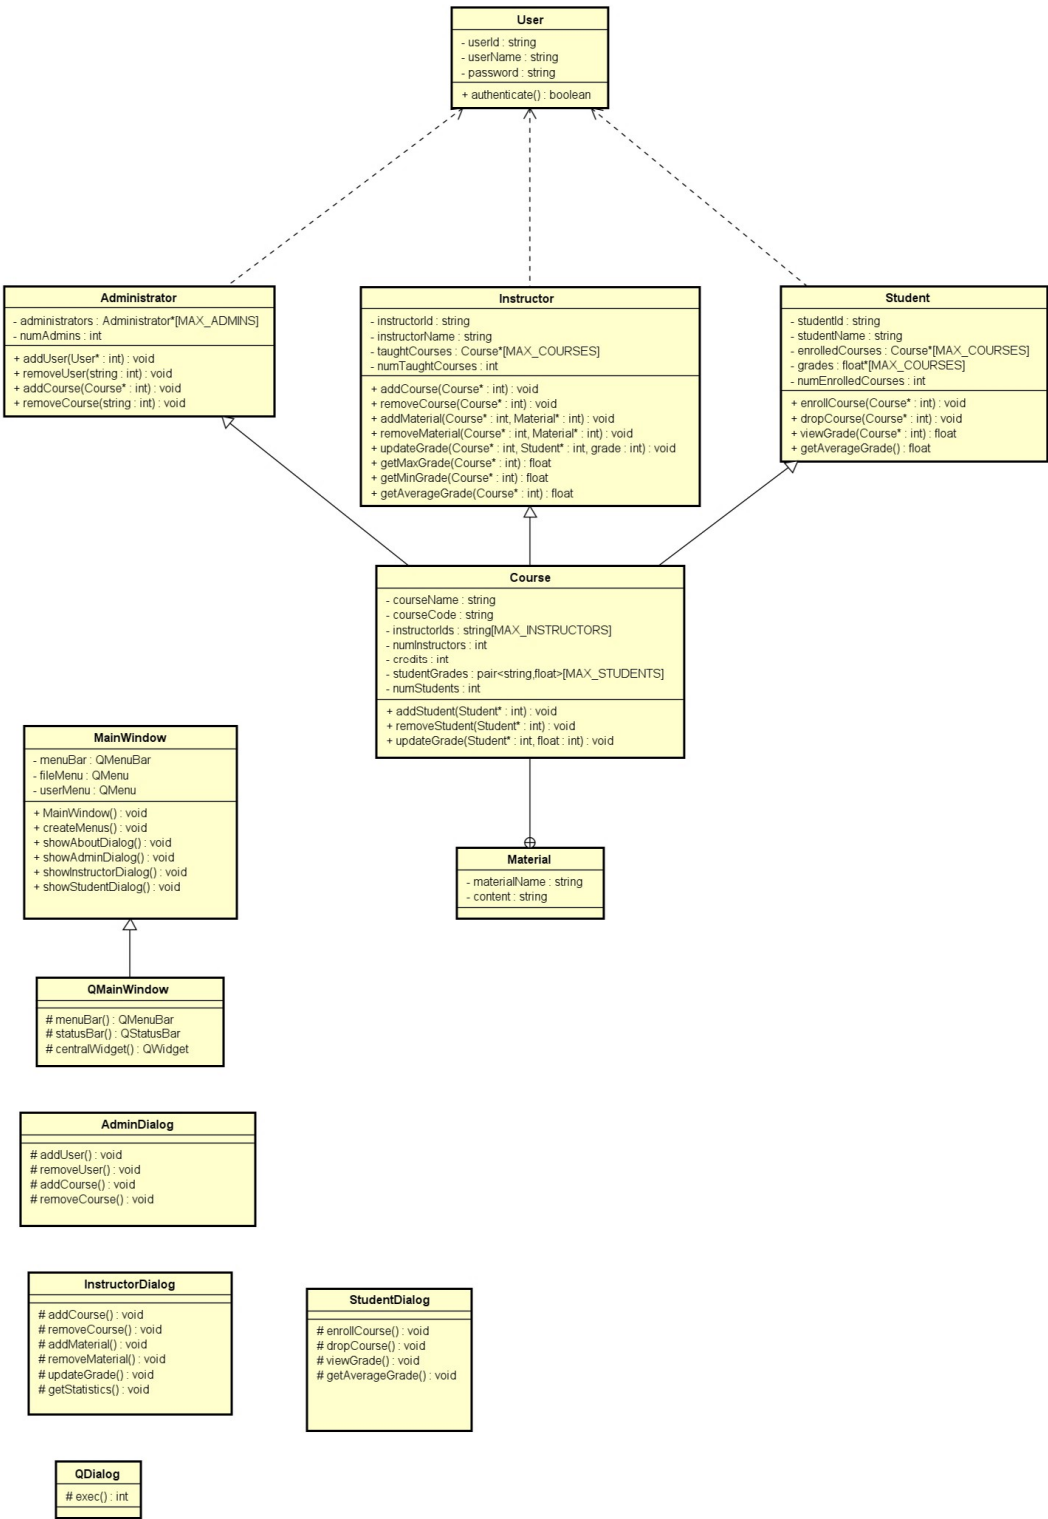 User
- userId : string
- userName : string
- password : string
+ authenticate() : boolean
Administrator
- administrators : Administrator*[MAX_ADMINS]
- numAdmins : int
+ addUser(User* : int) : void
+ removeUser(string : int) : void
+ addCourse(Course* : int) : void
+ removeCourse(string : int) : void
Instructor
- instructorId : string
- instructorName : string
- taughtCourses : Course*[MAX_COURSES]
- numTaughtCourses : int
+ addCourse(Course* : int) : void
+ removeCourse(Course* : int) : void
+ addMaterial(Course* : int, Material* : int) : void
+ removeMaterial(Course* : int, Material* : int) : void
+ updateGrade(Course* : int, Student* : int, grade : int) : void
+ getMaxGrade(Course* : int) : float
+ getMinGrade(Course* : int) : float
+ getAverageGrade(Course* : int) : float
Student
- studentId : string
- studentName : string
- enrolledCourses : Course*[MAX_COURSES]
- grades : float*[MAX_COURSES]
- numEnrolledCourses : int
+ enrollCourse(Course* : int) : void
+ dropCourse(Course* : int) : void
+ viewGrade(Course* : int) : float
+ getAverageGrade() : float
Course
- courseName : string
- courseCode : string
- instructorIds : string[MAX_INSTRUCTORS]
- numInstructors : int
- credits : int
- studentGrades : pair<string,float>[MAX_STUDENTS]
- numStudents : int
+ addStudent(Student* : int) : void
+ removeStudent(Student* : int) : void
+ updateGrade(Student* : int, float : int) : void
MainWindow
- menuBar : QMenuBar
- fileMenu : QMenu
- userMenu : QMenu
+ MainWindow() : void
+ createMenus() : void
+ showAboutDialog() : void
+ showAdminDialog() : void
+ showInstructorDialog() : void
+ showStudentDialog() : void
Material
- materialName : string
- content : string
QMainWindow
# menuBar() : QMenuBar
# statusBar() : QStatusBar
# centralWidget() : QWidget
AdminDialog
# addUser() : void
# removeUser() : void
# addCourse() : void
# removeCourse() : void
InstructorDialog
# addCourse() : void
# removeCourse() : void
# addMaterial() : void
# removeMaterial() : void
# updateGrade() : void
# getStatistics() : void
StudentDialog
# enrollCourse() : void
# dropCourse() : void
# viewGrade() : void
# getAverageGrade() : void
QDialog
# exec() : int